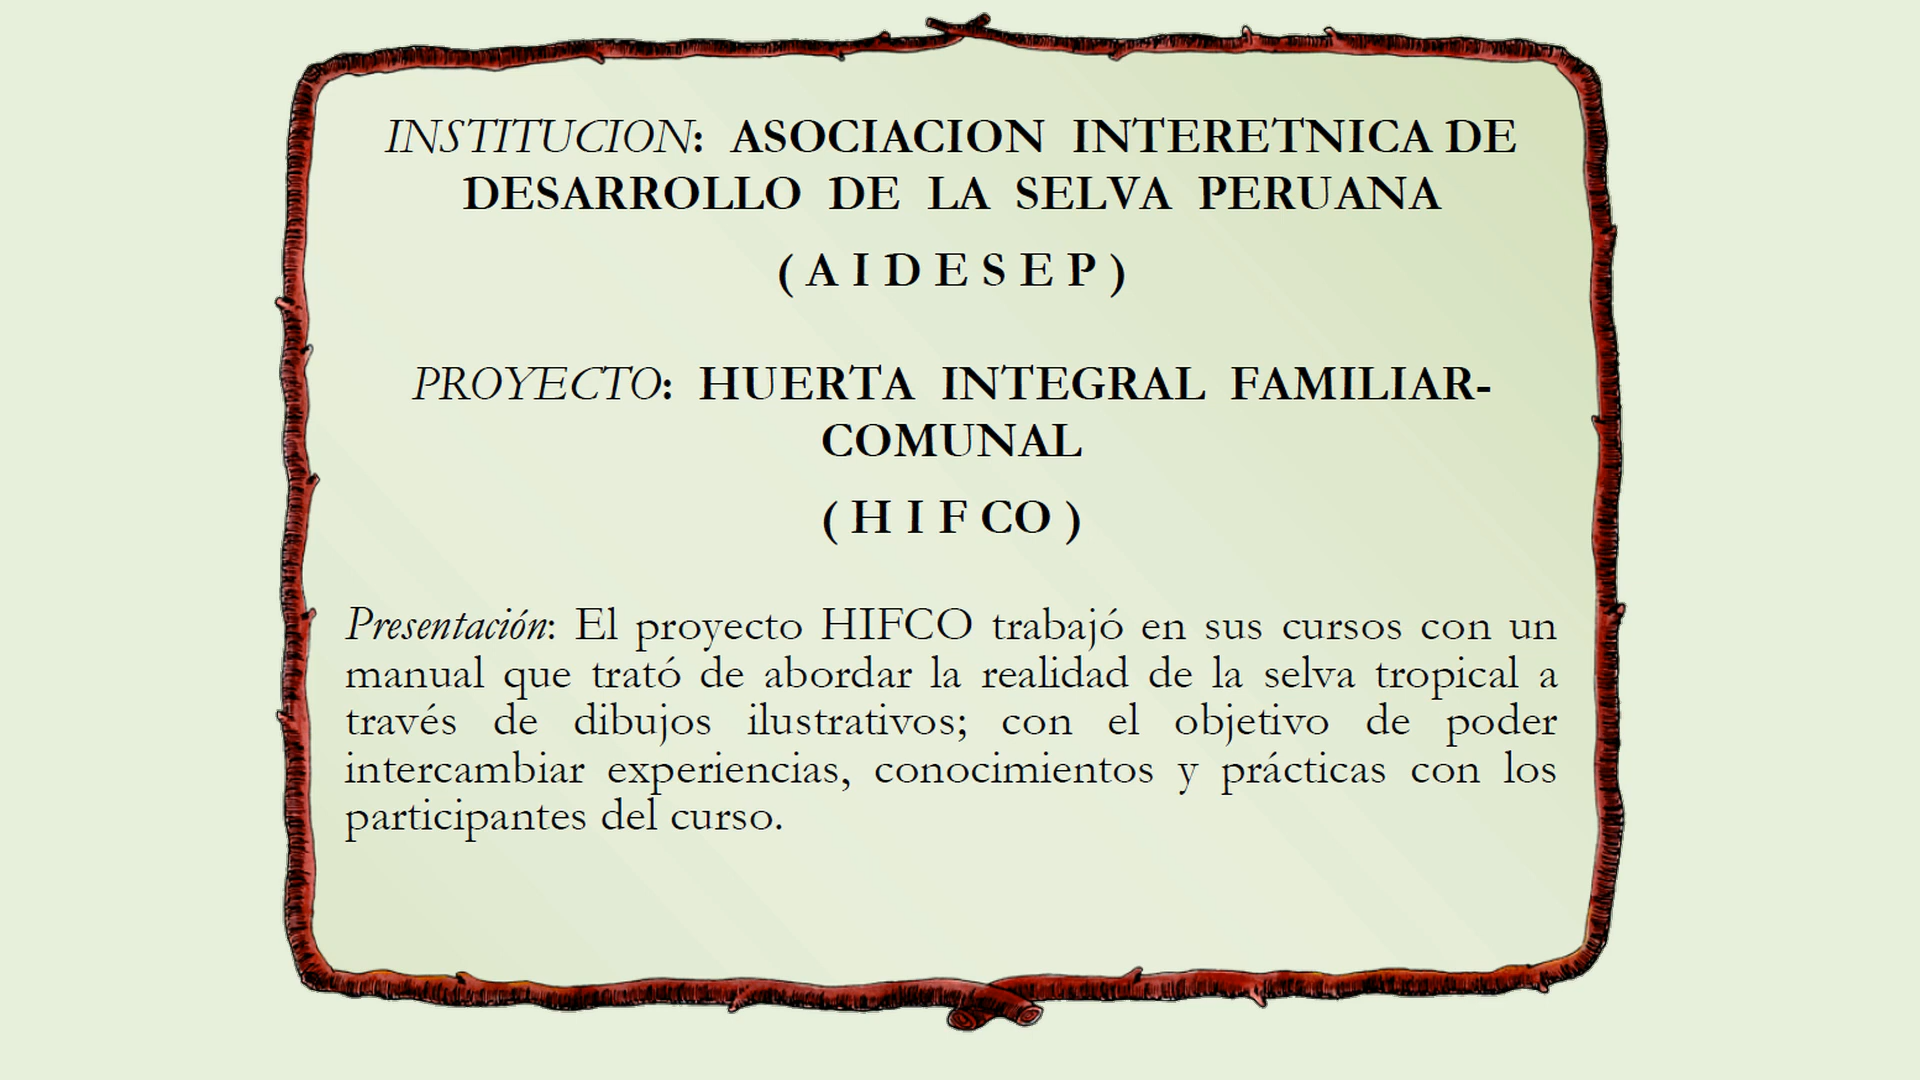 INSTITUCION: ASOCIACION INTERETNICA DE
DESARROLLO DE LA SELVA PERUANA
( A I D E S E P )
PROYECTO: HUERTA INTEGRAL FAMILIAR-
COMUNAL
( H I F CO )
Presentación: El proyecto HIFCO trabajó en sus cursos con un
manual que trató de abordar la realidad de la selva tropical a
través de dibujos ilustrativos; con el objetivo de poder
intercambiar experiencias, conocimientos y prácticas con los
participantes del curso.